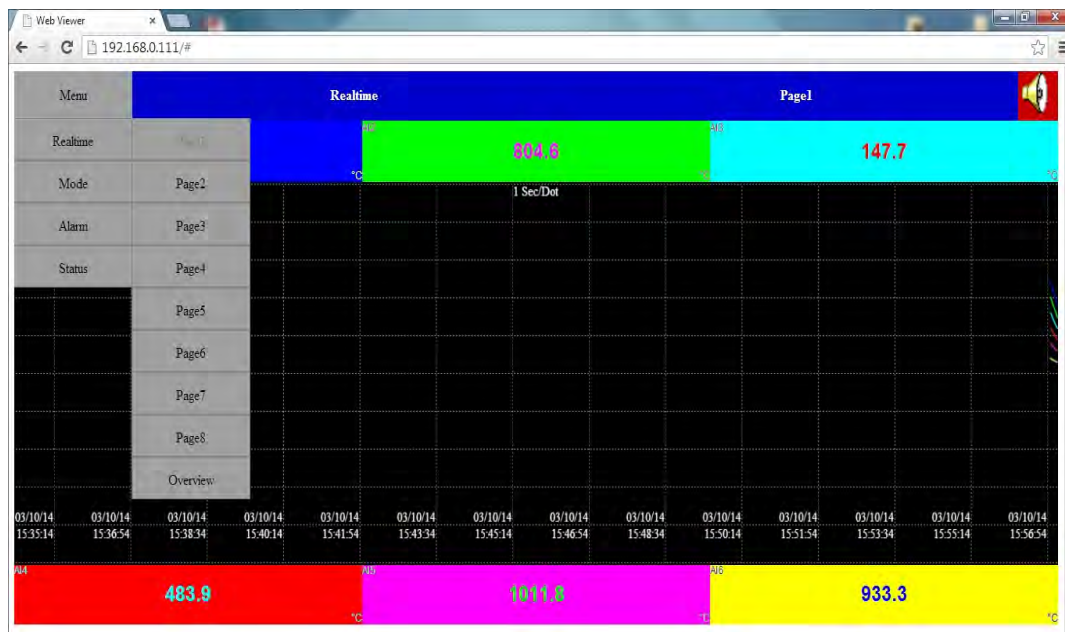 Web Viewer
192.168.0.111/#
Menu
Realtime
Page1
Realtime
Mode
Alarm
Status
Page2
Page3
Page4
Page5
Page6
Page7
Page8
Overview
°C
AI2
804.6
AI3
147.7
°C
1 Sec/Dot
03/10/14 03/10/14 03/10/14 03/10/14 03/10/14 03/10/14 03/10/14 03/10/14 03/10/14 03/10/14 03/10/14 03/10/14 03/10/14 03/10/14
15:35:14 15:36:54 15:38:34 15:40:14 15:41:54 15:43:34 15:45:14 15:46:54 15:48:34 15:50:14 15:51:54 15:53:34 15:55:14 15:56:54
AI4
483.9
°C
AI5
1011.8
°C
AI6
933.3
°C